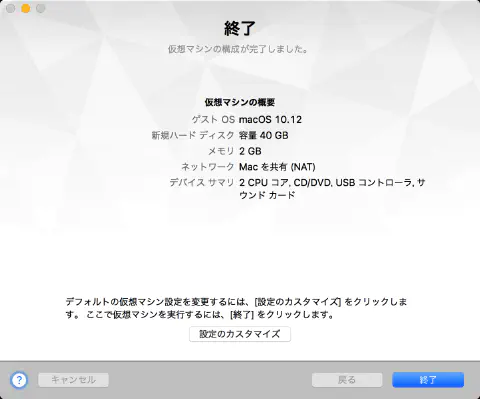 終了
仮想マシンの構成が完了しました。
仮想マシンの概要
ゲスト OS macOS 10.12
新規ハード ディスク 容量 40 GB
メモリ 2 GB
ネットワーク Mac を共有 (NAT)
デバイス サマリ 2 CPU コア, CD/DVD, USB コントローラ, サ
ウンド カード
デフォルトの仮想マシン設定を変更するには、[設定のカスタマイズ] をクリックしま
す。 ここで仮想マシンを実行するには、[終了] をクリックします。
設定のカスタマイズ
? キャンセル 戻る 終了